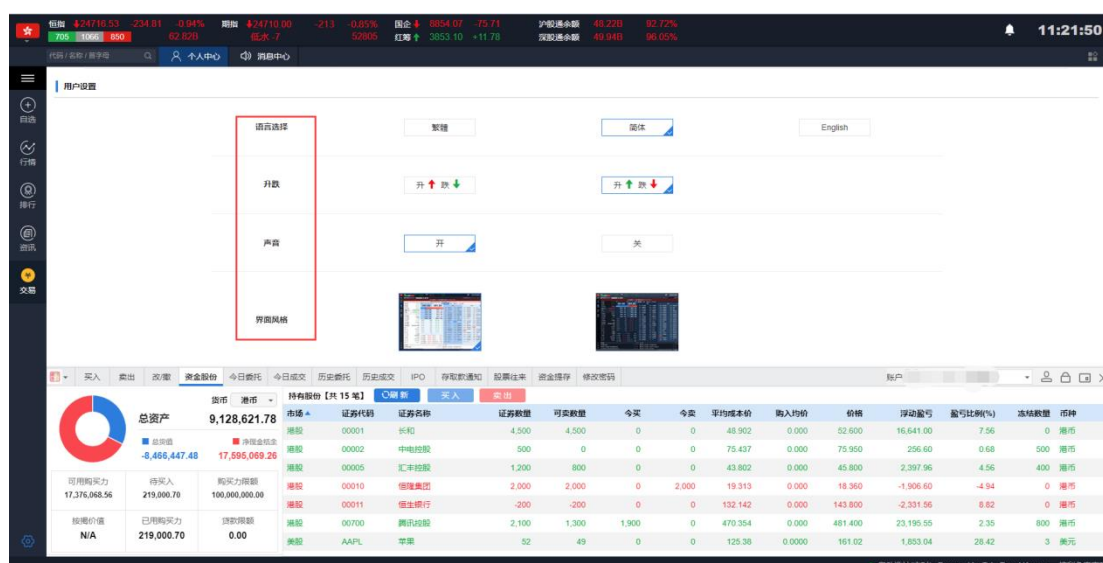 恒指 24716.53 -234.81 -0.94% 期指 24710.00 -213 -0.85% 国企 8854.07 -75.71 沪股通余额 48.22B 92.72%
705 1066 850 62.82B 低水 -7 52805 红筹 3853.10 +11.78 深股通余额 49.94B 96.05%
11:21:50
代码 / 名称 / 首字母 个人中心 消息中心
用户设置
自选
行情
排行
资讯
交易
语言选择 繁體 简体 English
升跌 升 跌 升 跌
声音 开 关
界面风格
买入 卖出 改/撤 资金股份 今日委托 今日成交 历史委托 历史成交 IPO 存取款通知 股票往来 资金提存 修改密码 账户
货币 港币 持有股份【共 15 笔】 刷新 买入 卖出
总资产 9,128,621.78
-8,466,447.48 17,595,069.26
可用购买力 待买入 购买力限额
17,376,068.56 219,000.70 100,000,000.00
按揭价值 已用购买力 贷款限额
N/A 219,000.70 0.00
市场 证券代码 证券名称 证券数量 可卖数量 今买 今卖 平均成本价 购入均价 价格 浮动盈亏 盈亏比例(%) 冻结数量 币种
港股 00001 长和 4,500 4,500 0 0 48.902 0.000 52.600 16,641.00 7.56 0 港币
港股 00002 中电控股 500 0 0 0 75.437 0.000 75.950 256.60 0.68 500 港币
港股 00005 汇丰控股 1,200 800 0 0 43.802 0.000 45.800 2,397.96 4.56 400 港币
港股 00010 恒隆集团 2,000 2,000 0 2,000 19.313 0.000 18.360 -1,906.60 -4.94 0 港币
港股 00011 恒生银行 -200 -200 0 0 132.142 0.000 143.800 -2,331.56 8.82 0 港币
港股 00700 腾讯控股 2,100 1,300 1,900 0 470.354 0.000 481.400 23,195.55 2.35 800 港币
美股 AAPL 苹果 52 49 0 0 125.38 0.0000 161.02 1,853.04 28.42 3 美元